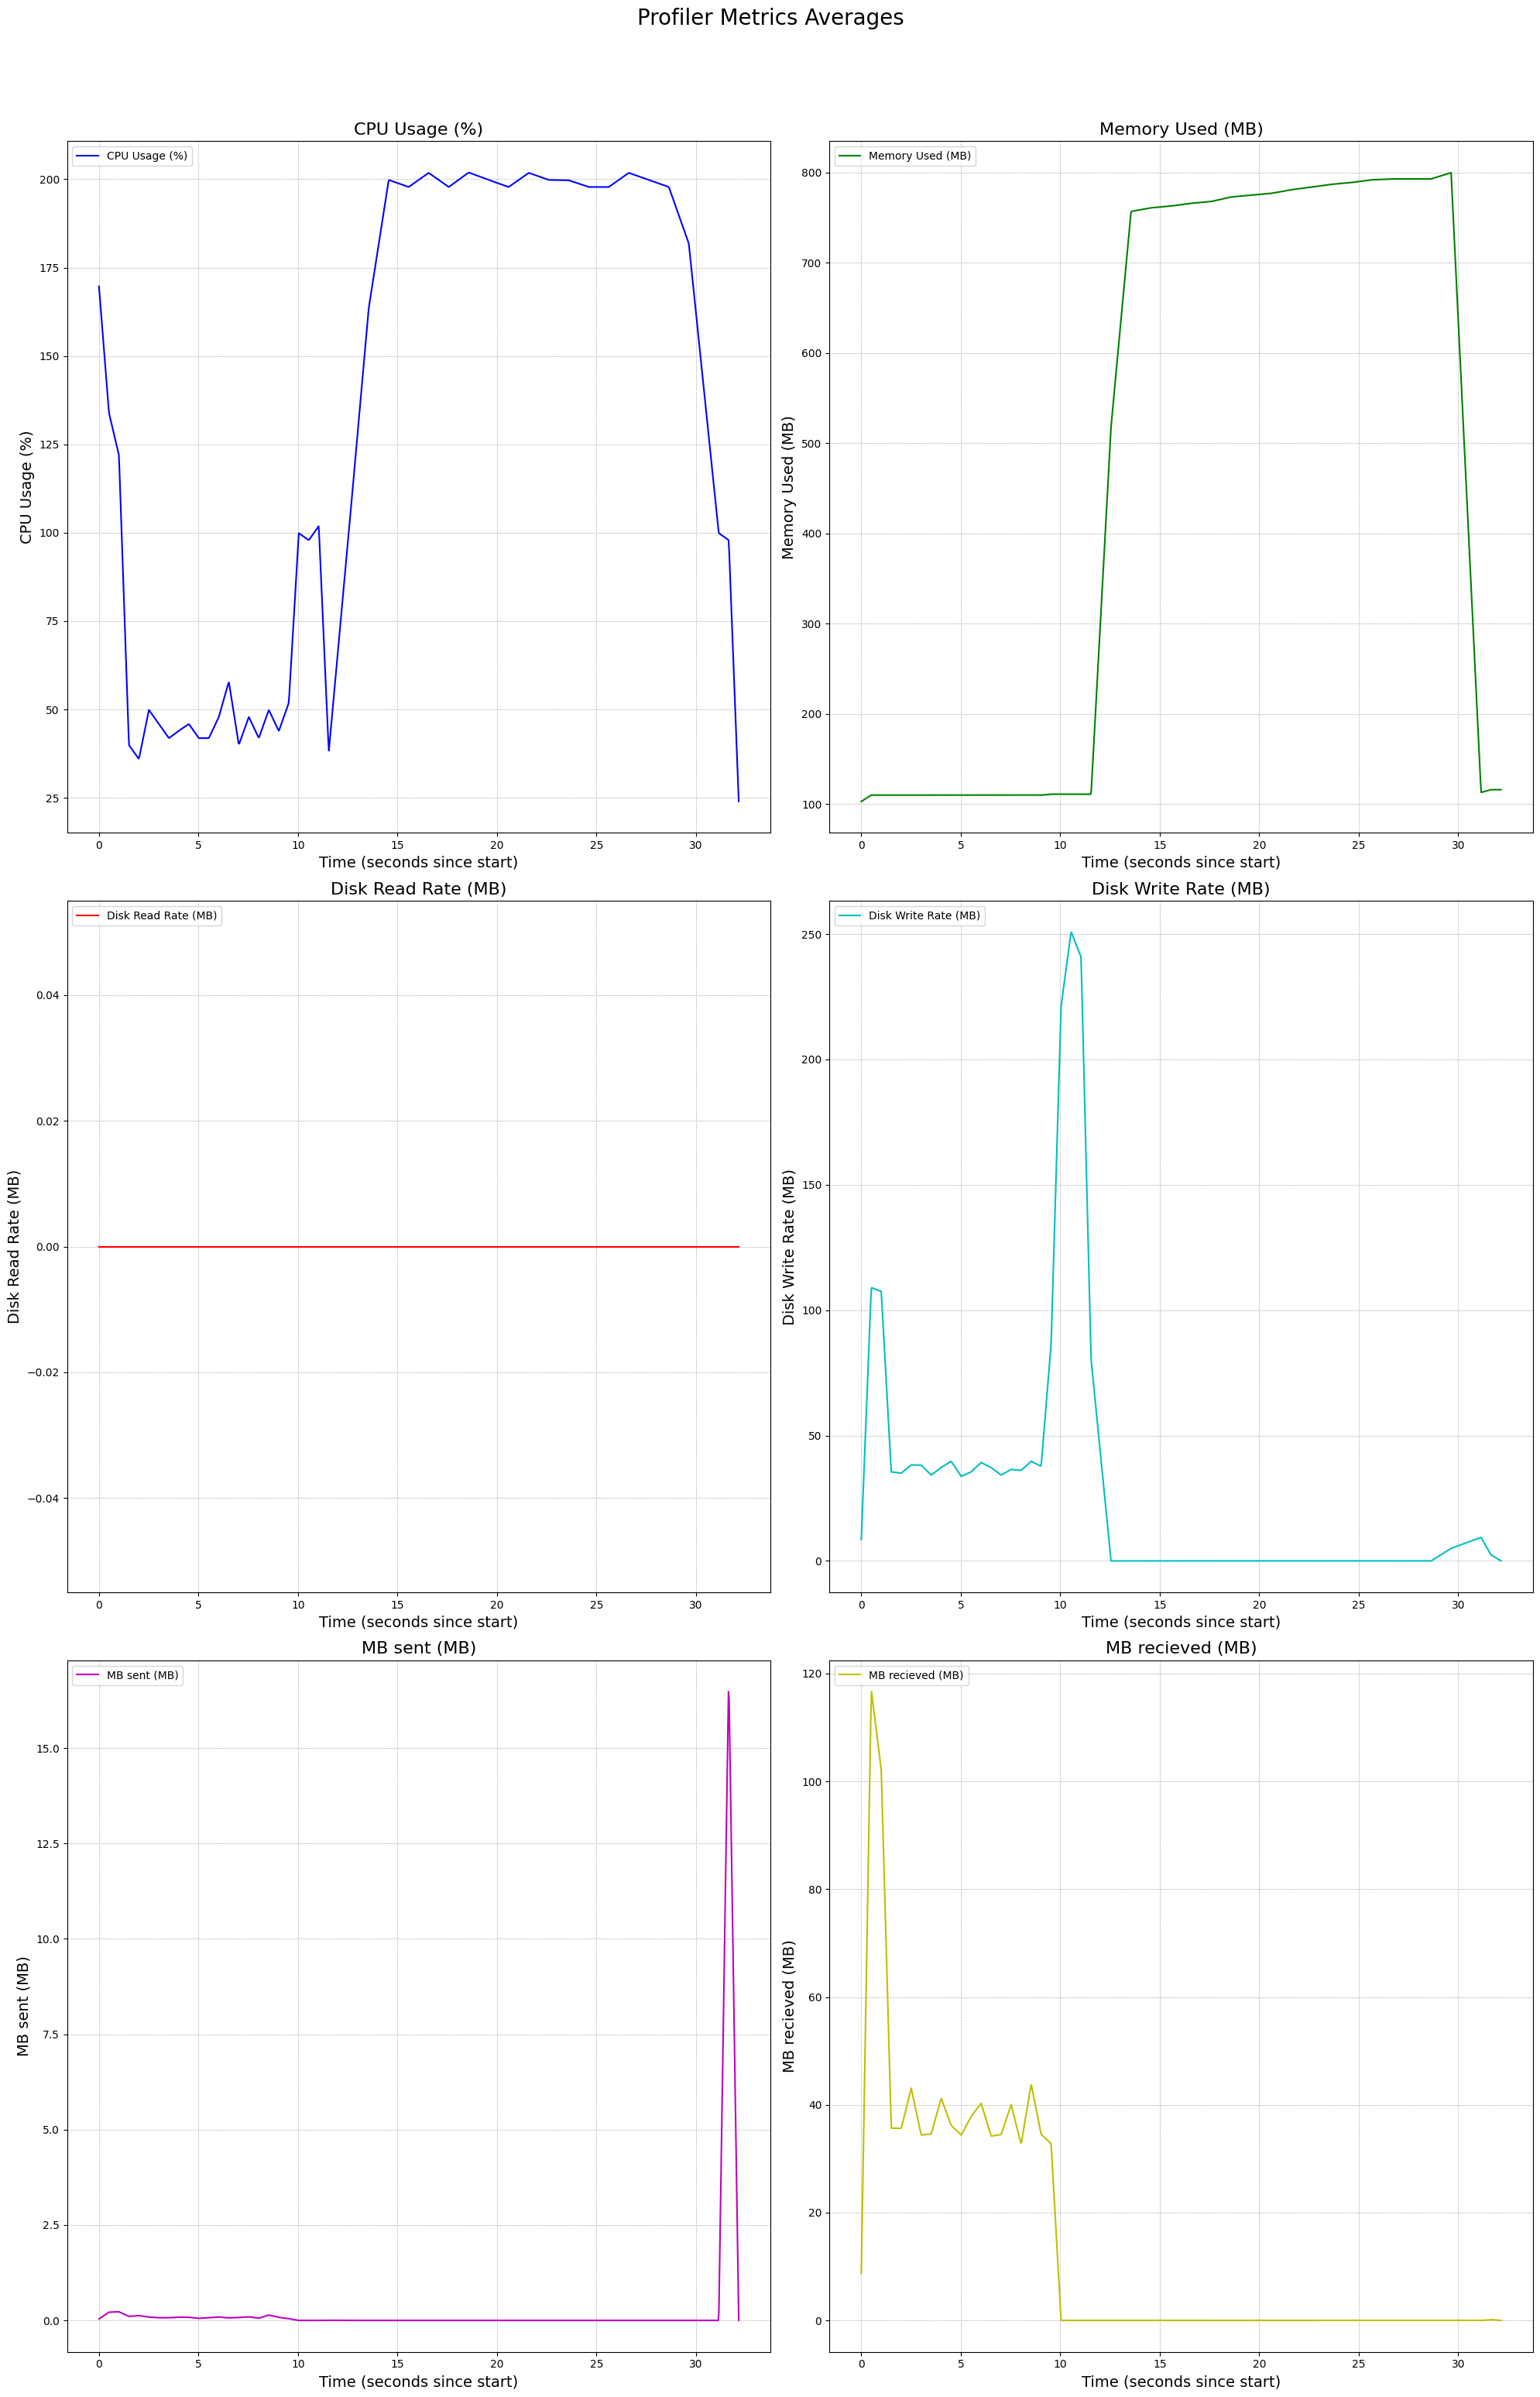 Profiler Metrics Averages
CPU Usage (%)
CPU Usage (%)
CPU Usage (%)
200
175
150
125
100
75
50
25
0 5 10 15 20 25 30
Time (seconds since start)
Memory Used (MB)
Memory Used (MB)
Memory Used (MB)
800
700
600
500
400
300
200
100
0 5 10 15 20 25 30
Time (seconds since start)
Disk Read Rate (MB)
Disk Read Rate (MB)
Disk Read Rate (MB)
0.04
0.02
0.00
−0.02
−0.04
0 5 10 15 20 25 30
Time (seconds since start)
Disk Write Rate (MB)
Disk Write Rate (MB)
Disk Write Rate (MB)
250
200
150
100
50
0
0 5 10 15 20 25 30
Time (seconds since start)
MB sent (MB)
MB sent (MB)
MB sent (MB)
15.0
12.5
10.0
7.5
5.0
2.5
0.0
0 5 10 15 20 25 30
Time (seconds since start)
MB recieved (MB)
MB recieved (MB)
MB recieved (MB)
120
100
80
60
40
20
0
0 5 10 15 20 25 30
Time (seconds since start)